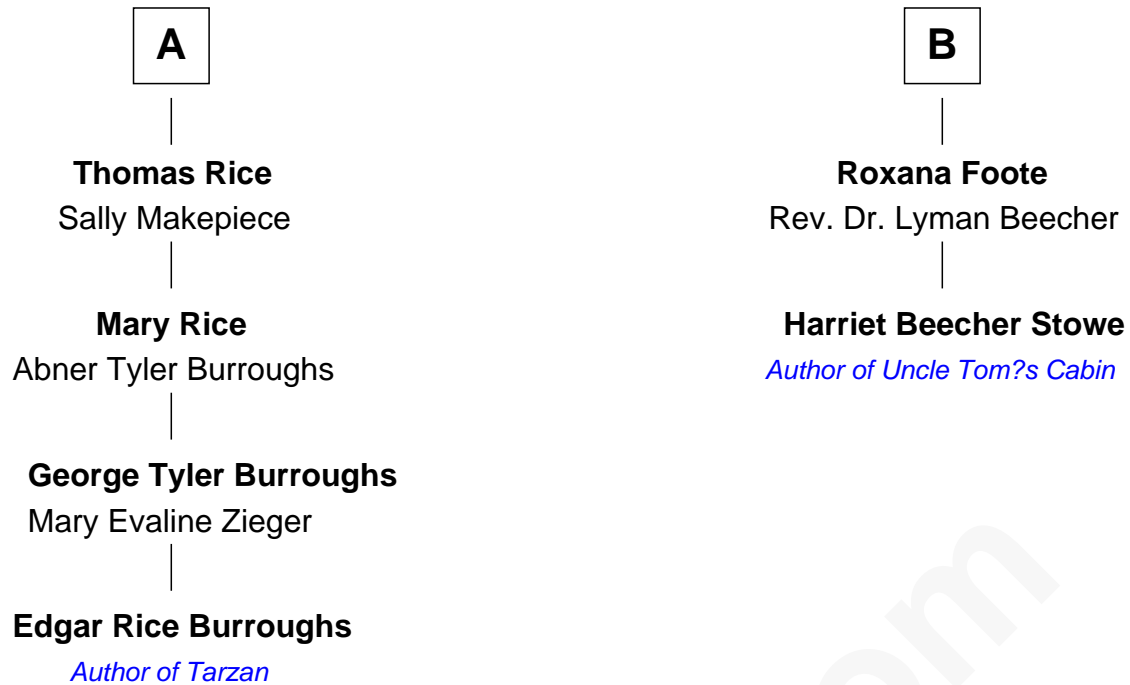 A
Thomas Rice
Sally Makepiece
Mary Rice
Abner Tyler Burroughs
George Tyler Burroughs
Mary Evaline Zieger
Edgar Rice Burroughs
Author of Tarzan
B
Roxana Foote
Rev. Dr. Lyman Beecher
Harriet Beecher Stowe
Author of Uncle Tom?s Cabin
om